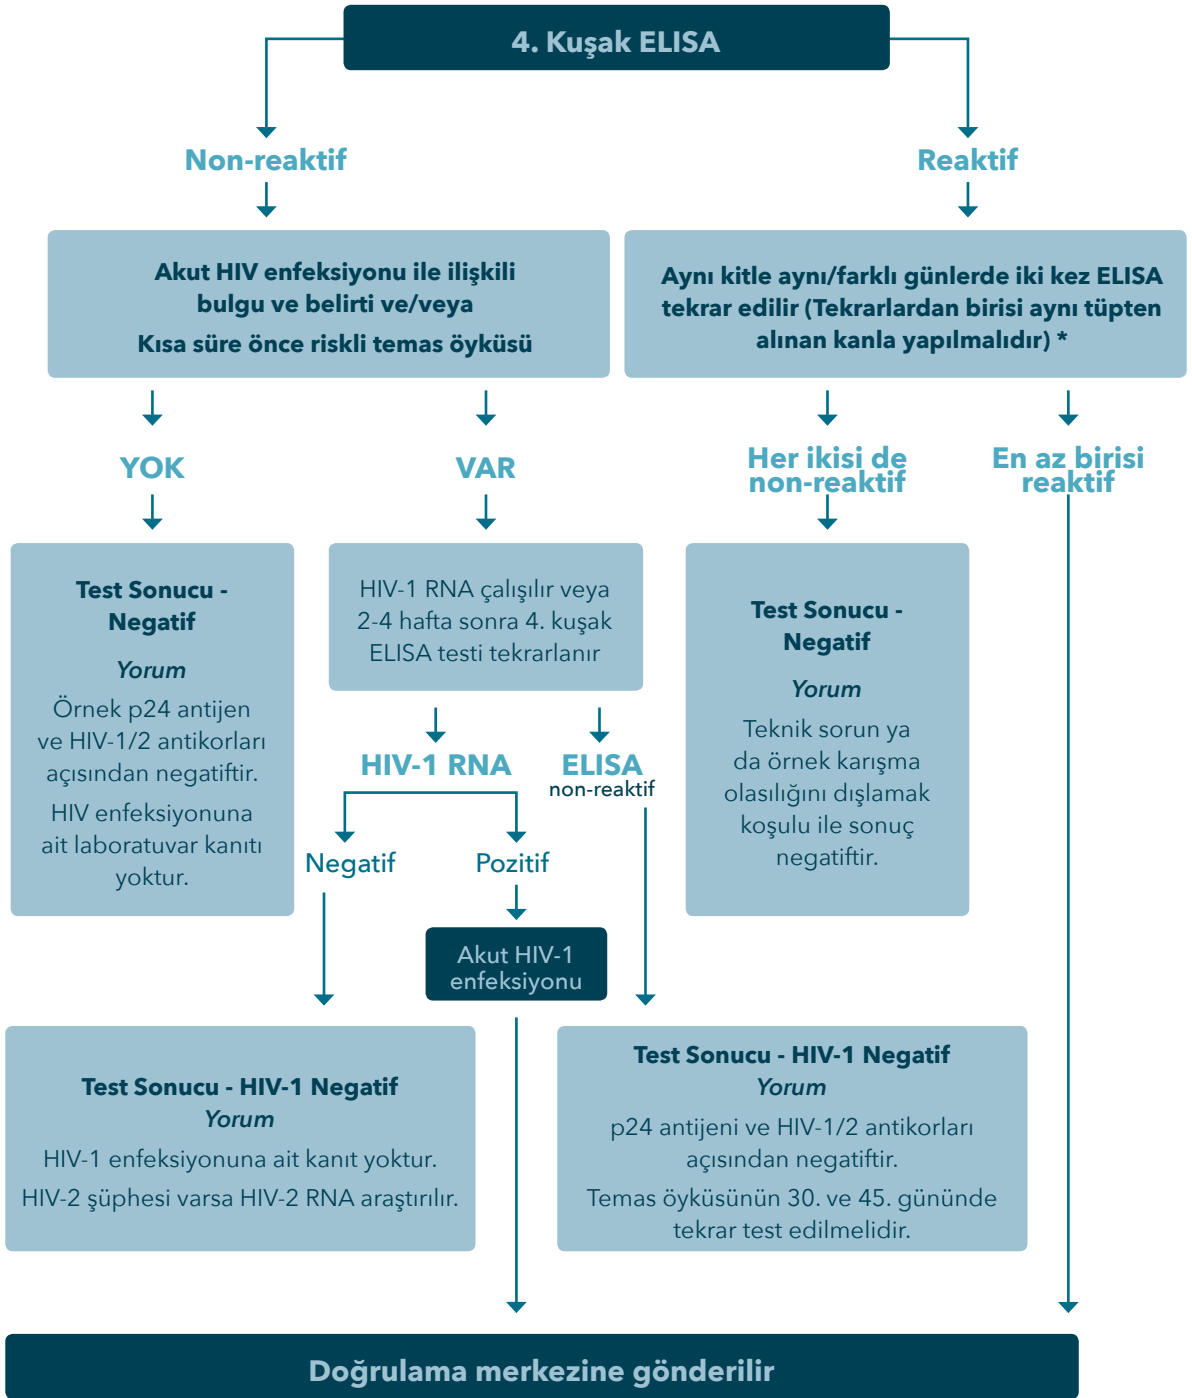 4. Kuşak ELISA
Non-reaktif
Reaktif
Akut HIV enfeksiyonu ile ilişkili
bulgu ve belirti ve/veya
Kısa süre önce riskli temas öyküsü
Aynı kitle aynı/farklı günlerde iki kez ELISA
tekrar edilir (Tekrarlardan birisi aynı tüpten
alınan kanla yapılmalıdır) *
YOK
VAR
Her ikisi de
non-reaktif
En az birisi
reaktif
Test Sonucu -
Negatif
Yorum
Örnek p24 antijen
ve HIV-1/2 antikorları
açısından negatiftir.
HIV enfeksiyonuna
ait laboratuvar kanıtı
yoktur.
HIV-1 RNA çalışılır veya
2-4 hafta sonra 4. kuşak
ELISA testi tekrarlanır
Test Sonucu -
Negatif
Yorum
Teknik sorun ya
da örnek karışma
olasılığını dışlamak
koşulu ile sonuç
negatiftir.
HIV-1 RNA
ELISA
non-reaktif
Negatif
Pozitif
Akut HIV-1
enfeksiyonu
Test Sonucu - HIV-1 Negatif
Yorum
HIV-1 enfeksiyonuna ait kanıt yoktur.
HIV-2 şüphesi varsa HIV-2 RNA araştırılır.
Test Sonucu - HIV-1 Negatif
Yorum
p24 antijeni ve HIV-1/2 antikorları
açısından negatiftir.
Temas öyküsünün 30. ve 45. gününde
tekrar test edilmelidir.
Doğrulama merkezine gönderilir